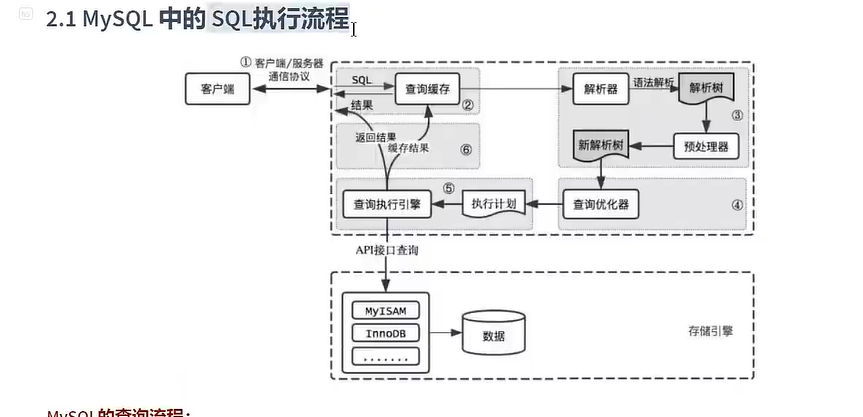 2.1 MySQL 中的 SQL执行流程
① 客户端/服务器
通信协议
客户端
SQL
查询缓存
②
结果
解析器
语法解析
解析树
③
返回结果
缓存结果
⑥
新解析树
预处理器
⑤
查询执行引擎
执行计划
查询优化器
④
API接口查询
MyISAM
InnoDB
.......
数据
存储引擎
MySQL的查询流程: